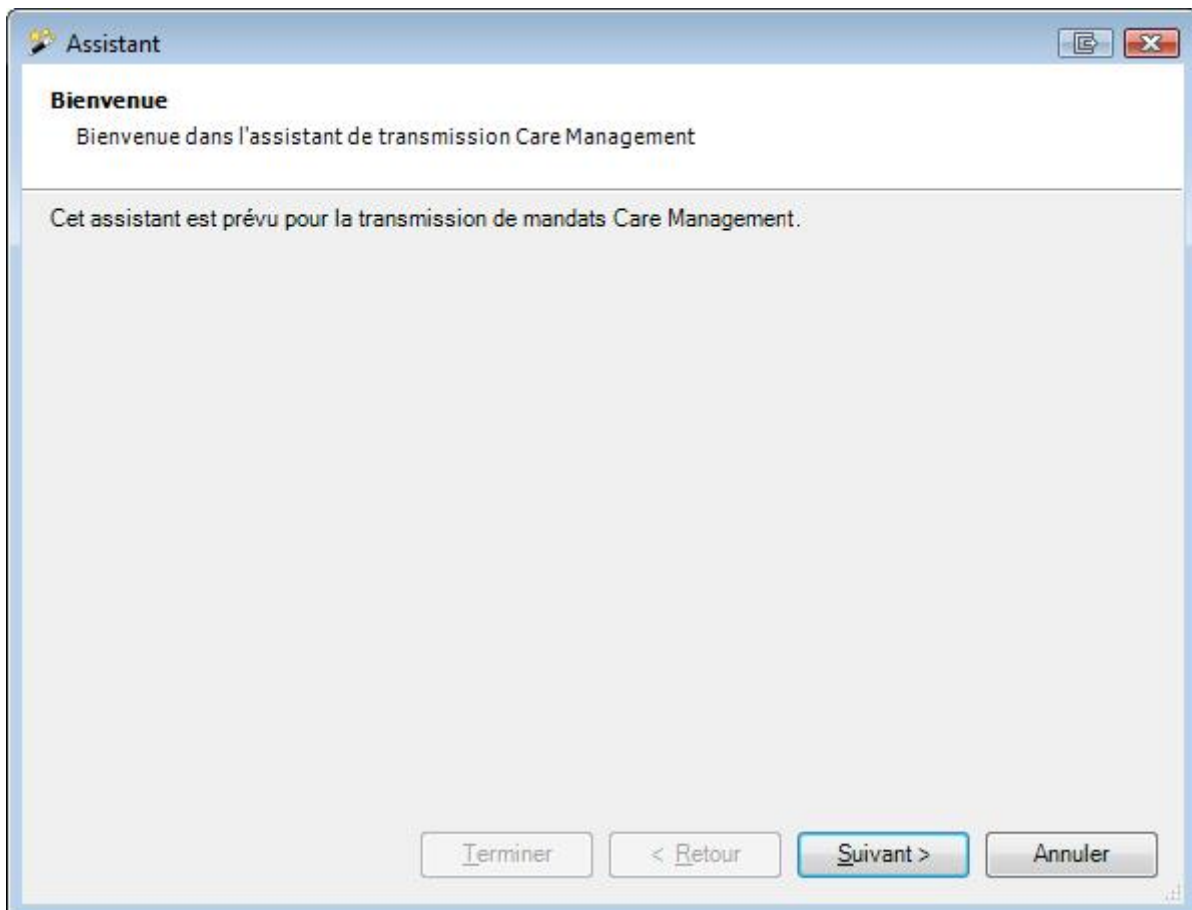 Assistant
Bienvenue
Bienvenue dans l'assistant de transmission Care Management
Cet assistant est prévu pour la transmission de mandats Care Management.
Terminer
< Retour
Suivant >
Annuler